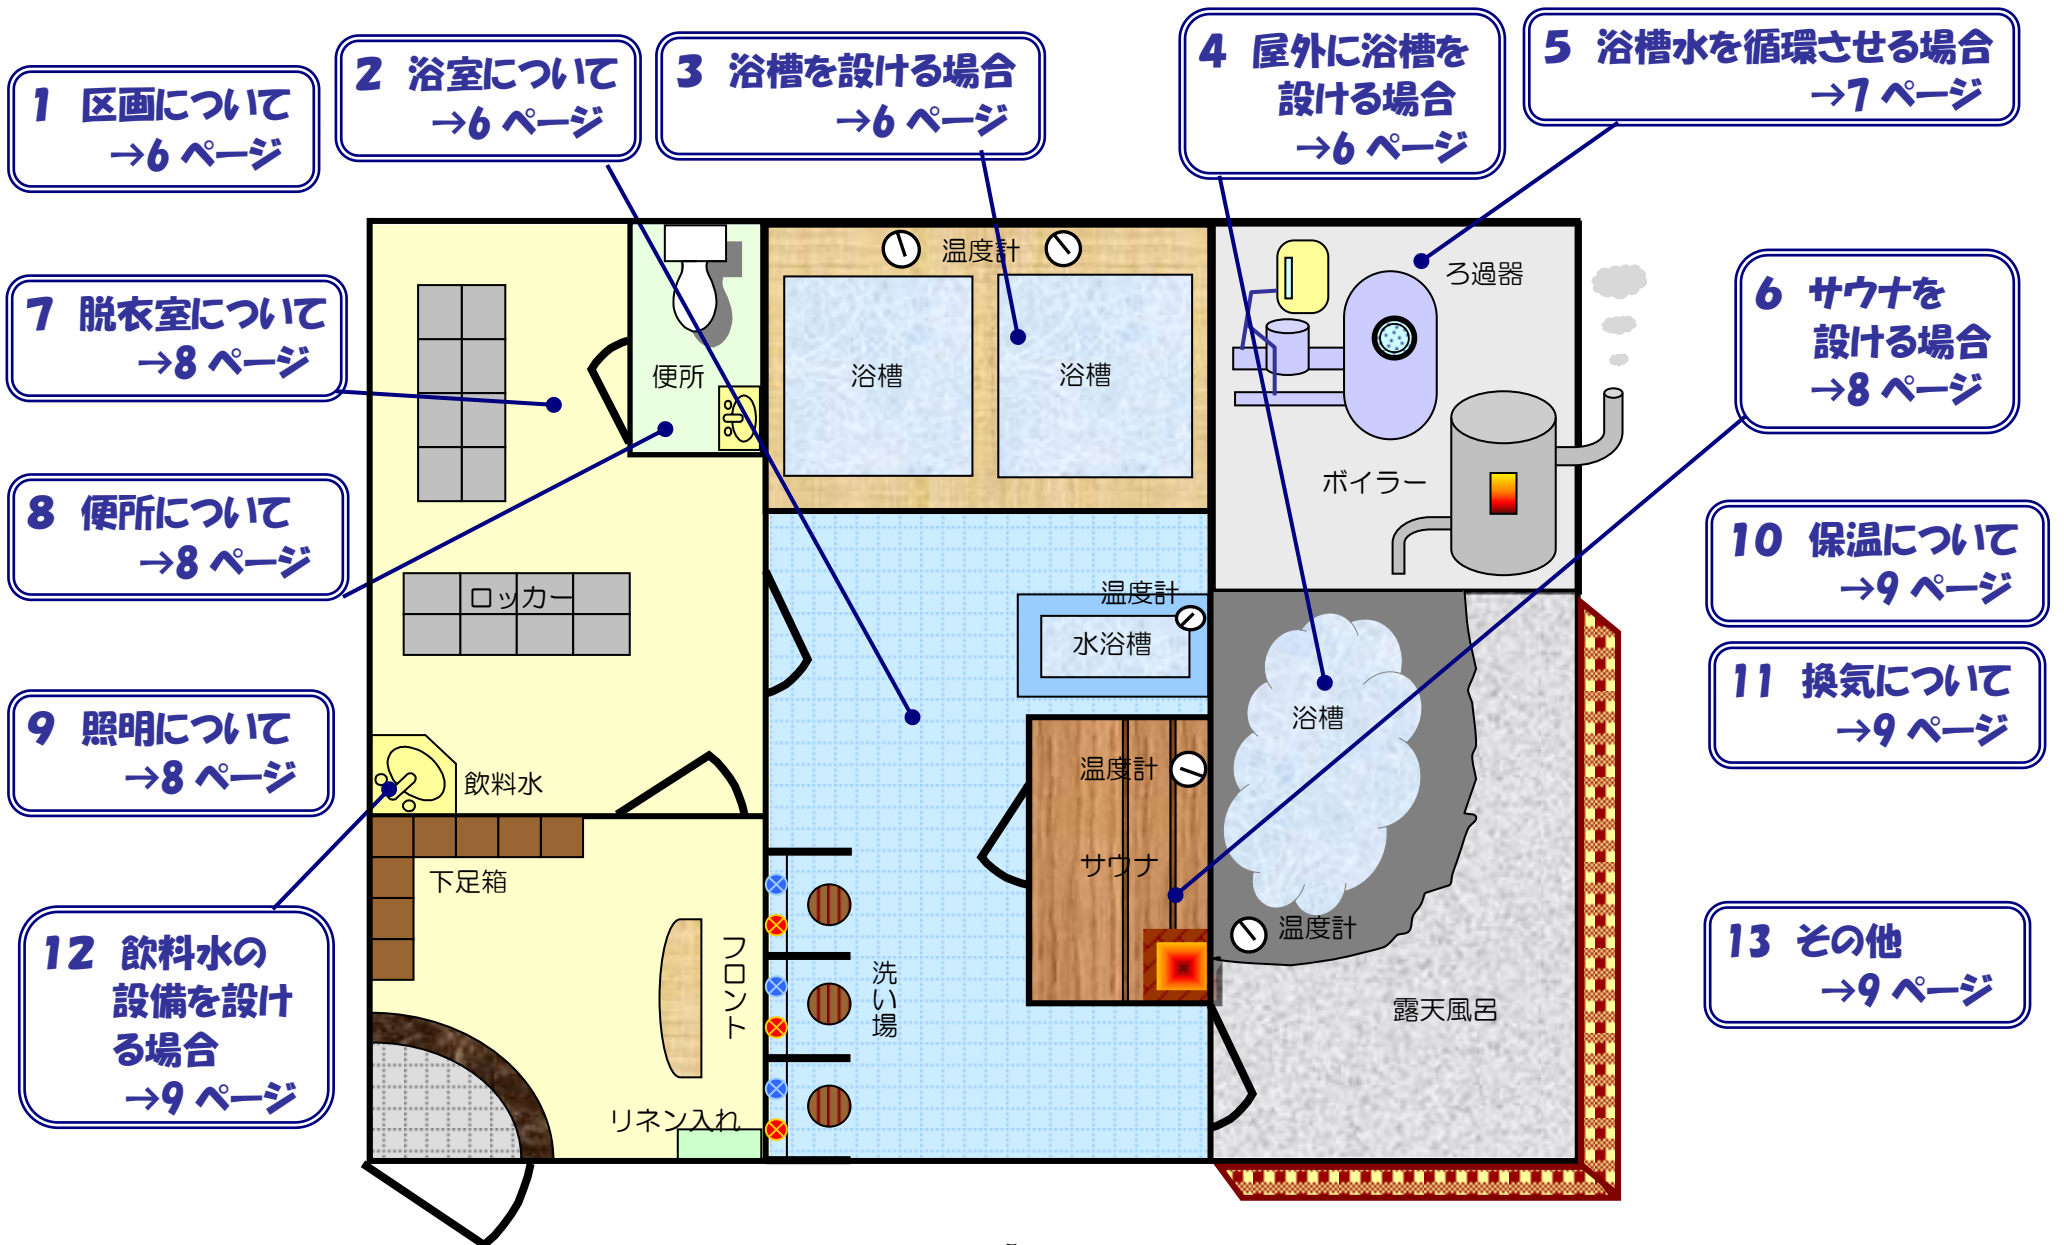 1 区画について
→6 ページ
2 浴室について
→6 ページ
3 浴槽を設ける場合
→6 ページ
4 屋外に浴槽を
設ける場合
→6 ページ
5 浴槽水を循環させる場合
→7 ページ
6 サウナを
設ける場合
→8 ページ
7 脱衣室について
→8 ページ
8 便所について
→8 ページ
9 照明について
→8 ページ
10 保温について
→9 ページ
11 換気について
→9 ページ
12 飲料水の
設備を設け
る場合
→9 ページ
13 その他
→9 ページ
温度計
ろ過器
便所
浴槽
浴槽
ボイラー
ロッカー
温度計
水浴槽
浴槽
飲料水
温度計
サウナ
下足箱
フロント
洗い場
温度計
露天風呂
リネン入れ